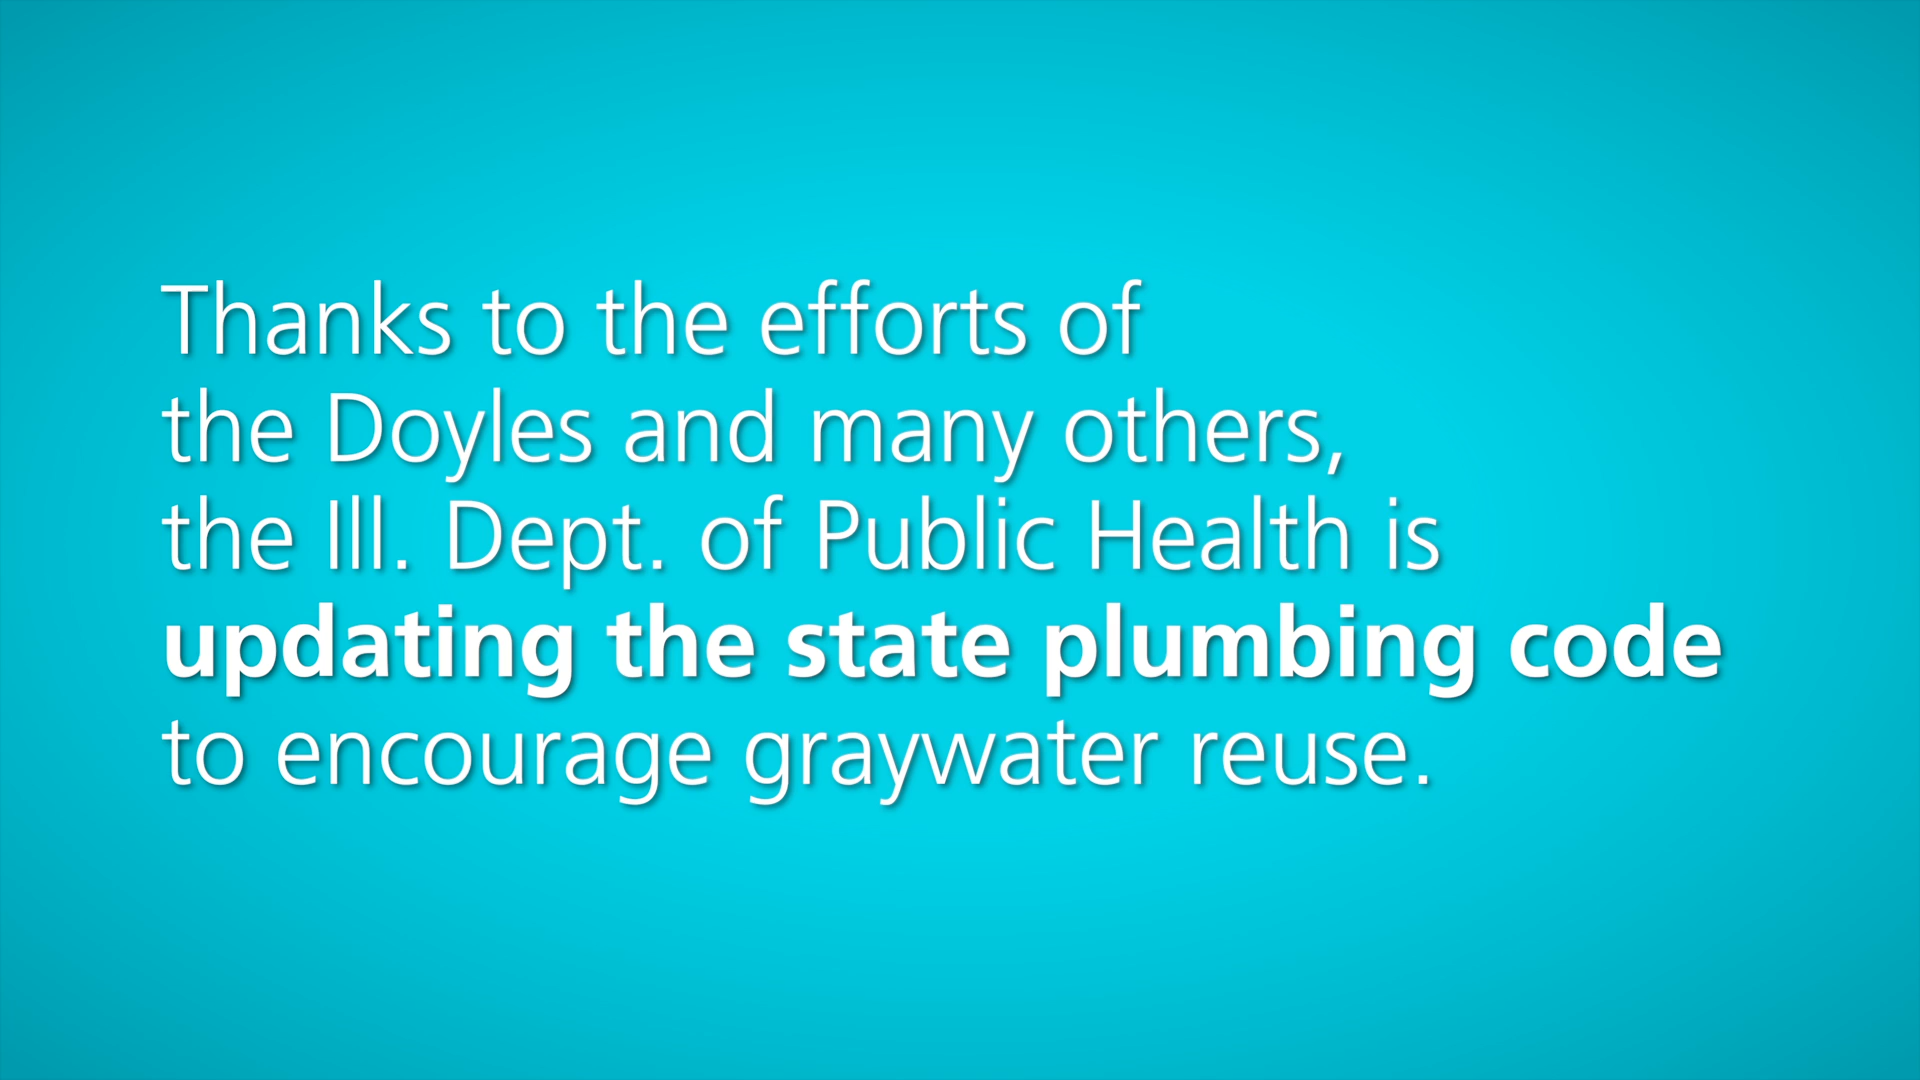 Thanks to the efforts of
the Doyles and many others,
the Ill. Dept. of Public Health is
updating the state plumbing code
to encourage graywater reuse.